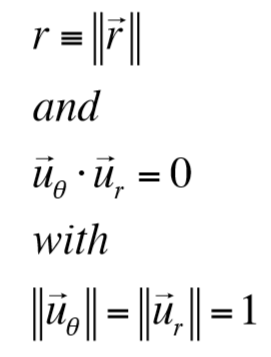 r ≡ ‖r⃗‖
and
u⃗_θ · u⃗_r = 0
with
‖u⃗_θ‖ = ‖u⃗_r‖ = 1